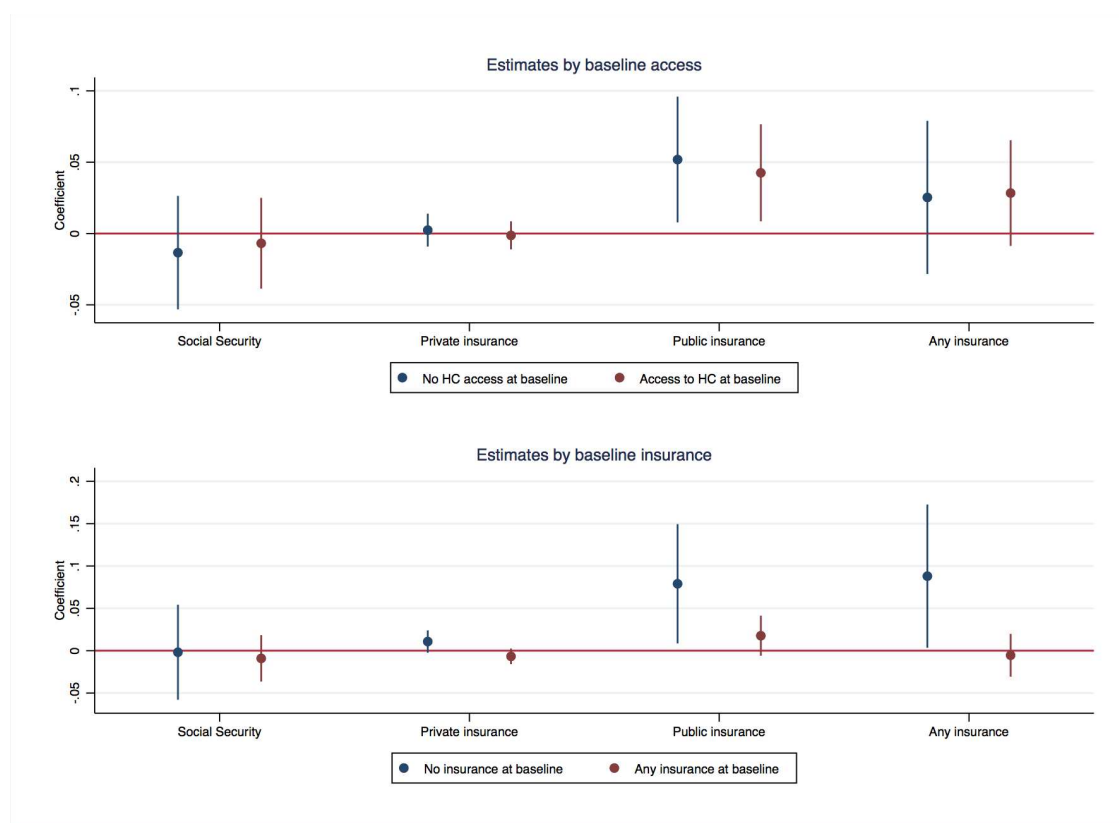 Estimates by baseline access
Coefficient
.1
.05
0
-.05
Social Security
Private insurance
Public insurance
Any insurance
No HC access at baseline
Access to HC at baseline
Estimates by baseline insurance
Coefficient
.2
.15
.1
.05
0
-.05
Social Security
Private insurance
Public insurance
Any insurance
No insurance at baseline
Any insurance at baseline